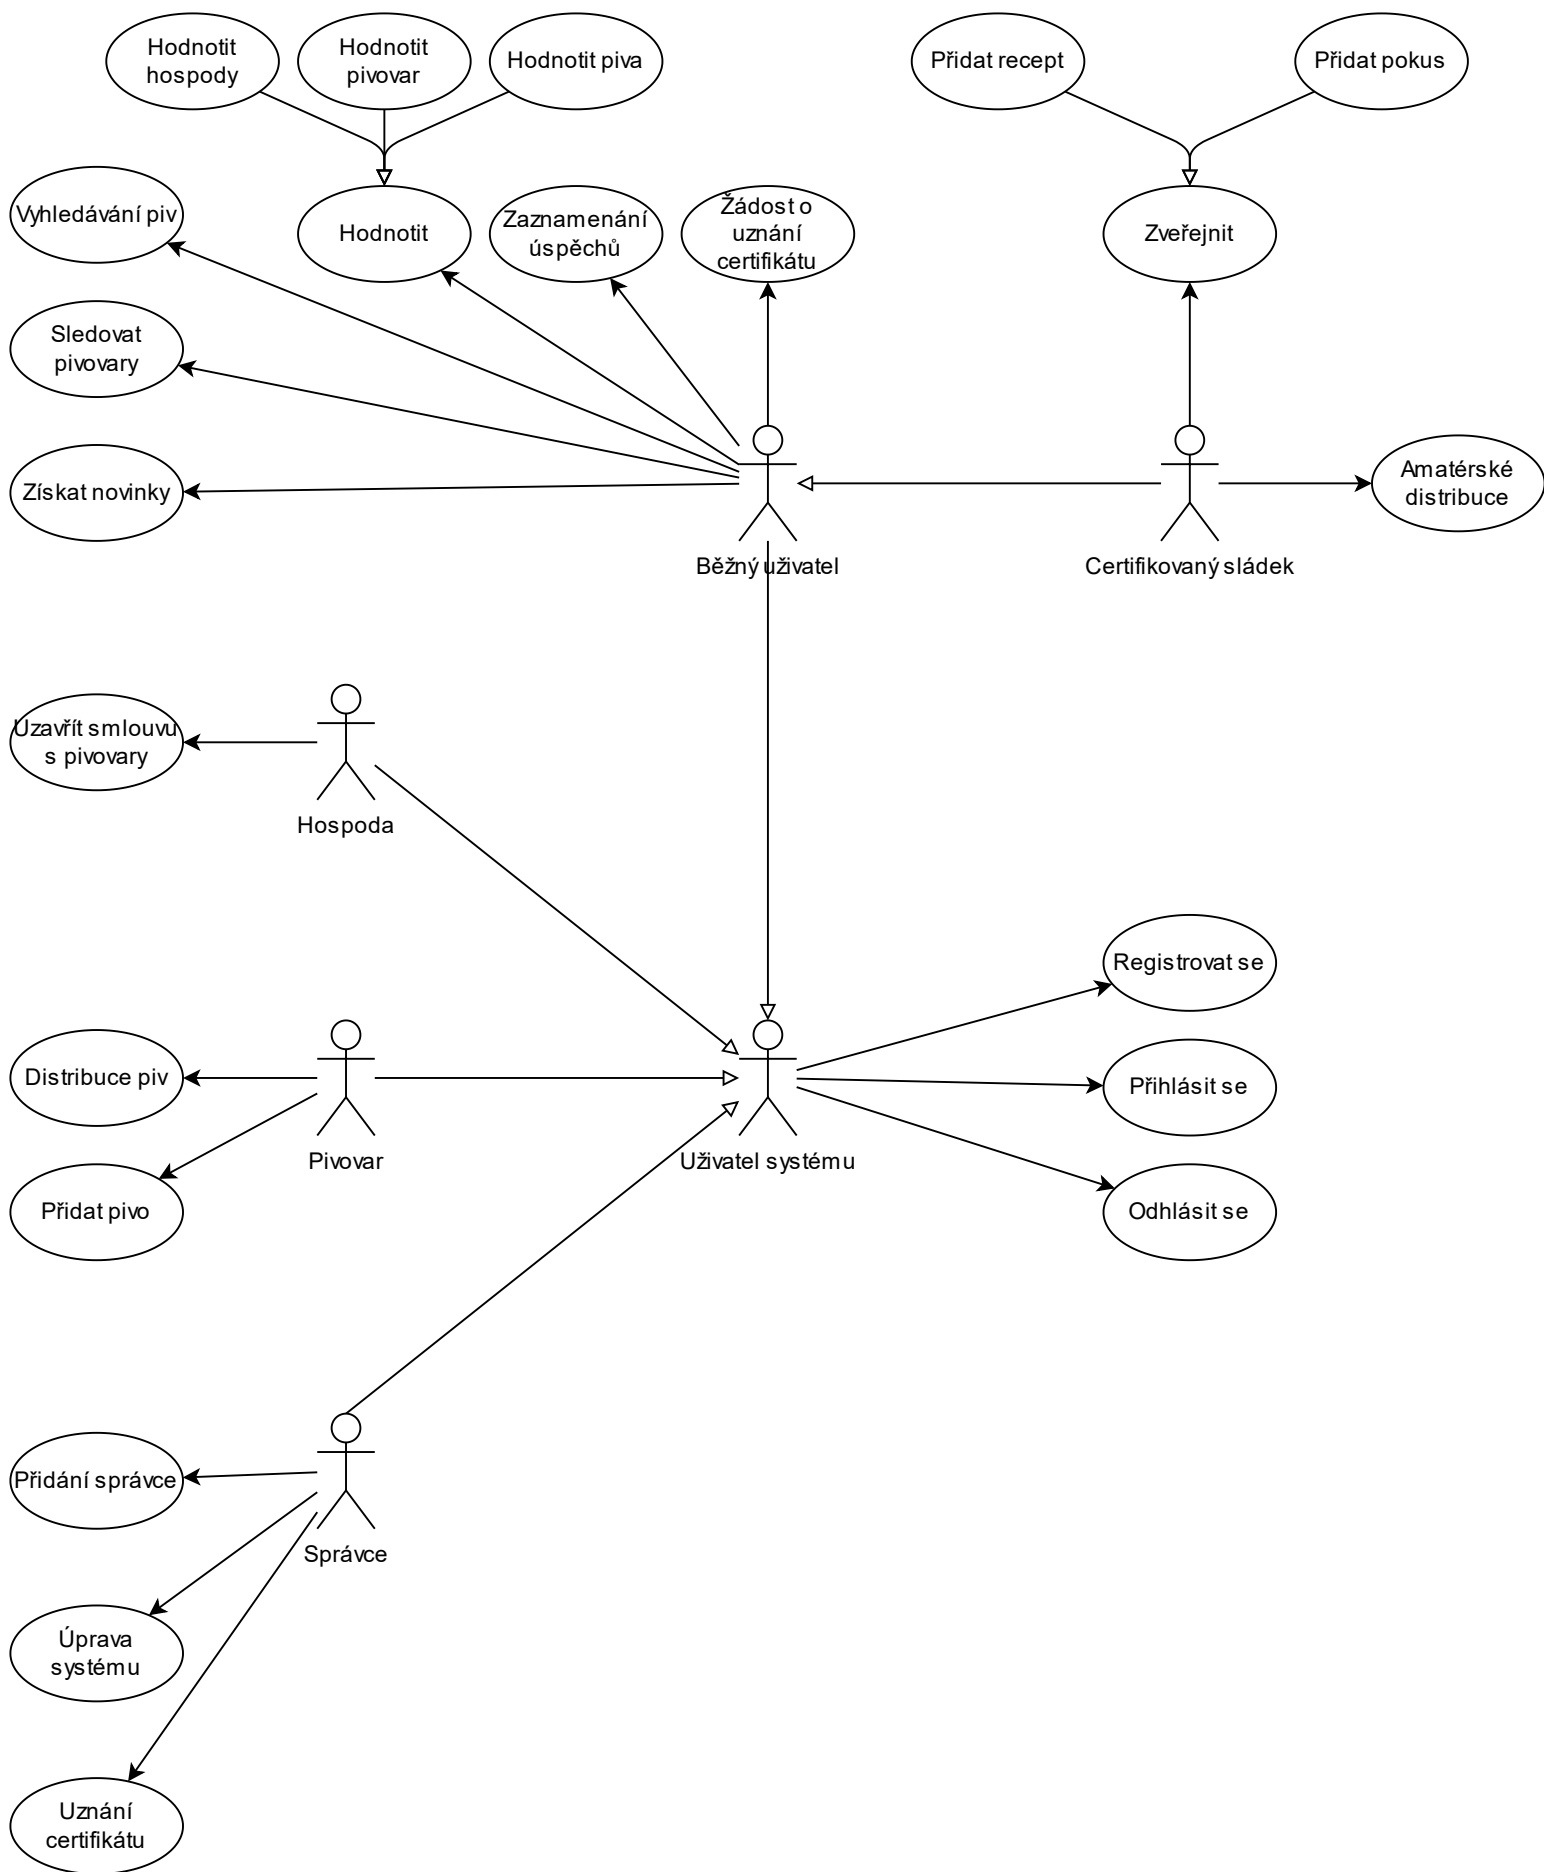 Hodnotit
hospody
Hodnotit
pivovar
Hodnotit piva
Přidat recept
Přidat pokus
Vyhledávání piv
Hodnotit
Zaznamenání
úspěchů
Žádost o
uznání
certifikátu
Zveřejnit
Sledovat
pivovary
Získat novinky
Amatérské
distribuce
Běžný uživatel
Certifikovaný sládek
Uzavřít smlouvu
s pivovary
Hospoda
Registrovat se
Distribuce piv
Přihlásit se
Pivovar
Uživatel systému
Přidat pivo
Odhlásit se
Přidání správce
Správce
Úprava
systému
Uznání
certifikátu